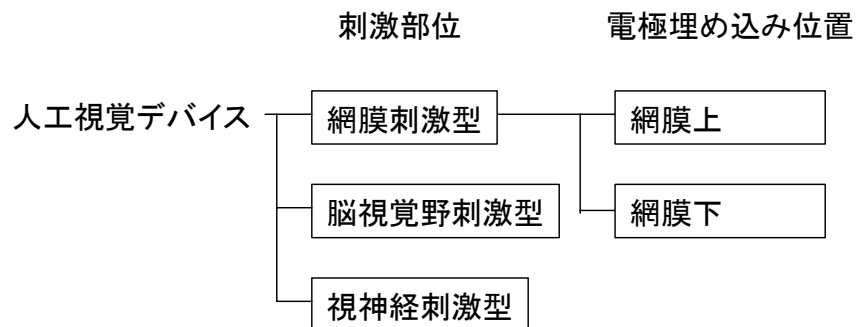 刺激部位 電極埋め込み位置
人工視覚デバイス 網膜刺激型 網膜上
脳視覚野刺激型 網膜下
視神経刺激型